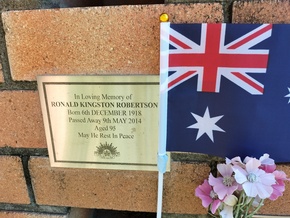 In Loving Memory of
RONALD KINGSTON ROBERTSON
Born 6th DECEMBER 1918
Passed Away 9th MAY 2014
Aged 95
May He Rest In Peace